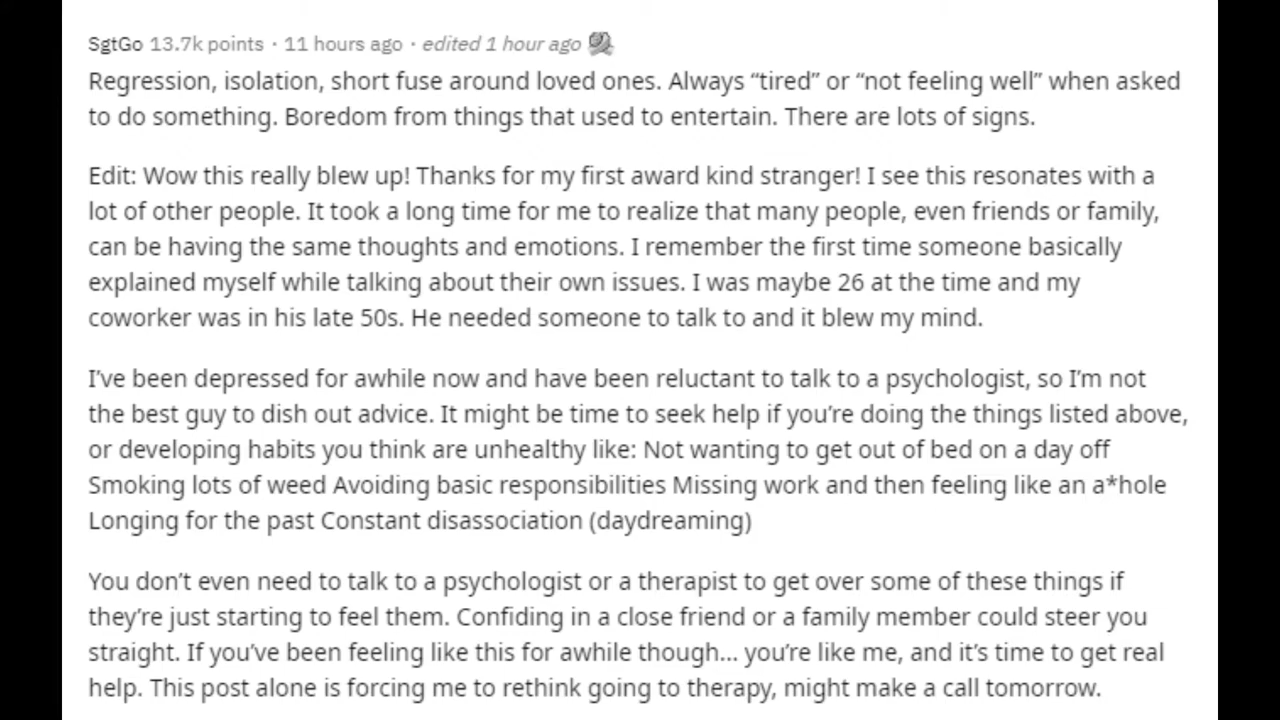 SgtGo 13.7k points · 11 hours ago · edited 1 hour ago
Regression, isolation, short fuse around loved ones. Always “tired” or “not feeling well” when asked
to do something. Boredom from things that used to entertain. There are lots of signs.
Edit: Wow this really blew up! Thanks for my first award kind stranger! I see this resonates with a
lot of other people. It took a long time for me to realize that many people, even friends or family,
can be having the same thoughts and emotions. I remember the first time someone basically
explained myself while talking about their own issues. I was maybe 26 at the time and my
coworker was in his late 50s. He needed someone to talk to and it blew my mind.
I’ve been depressed for awhile now and have been reluctant to talk to a psychologist, so I’m not
the best guy to dish out advice. It might be time to seek help if you’re doing the things listed above,
or developing habits you think are unhealthy like: Not wanting to get out of bed on a day off
Smoking lots of weed Avoiding basic responsibilities Missing work and then feeling like an a*hole
Longing for the past Constant disassociation (daydreaming)
You don’t even need to talk to a psychologist or a therapist to get over some of these things if
they’re just starting to feel them. Confiding in a close friend or a family member could steer you
straight. If you’ve been feeling like this for awhile though... you’re like me, and it’s time to get real
help. This post alone is forcing me to rethink going to therapy, might make a call tomorrow.